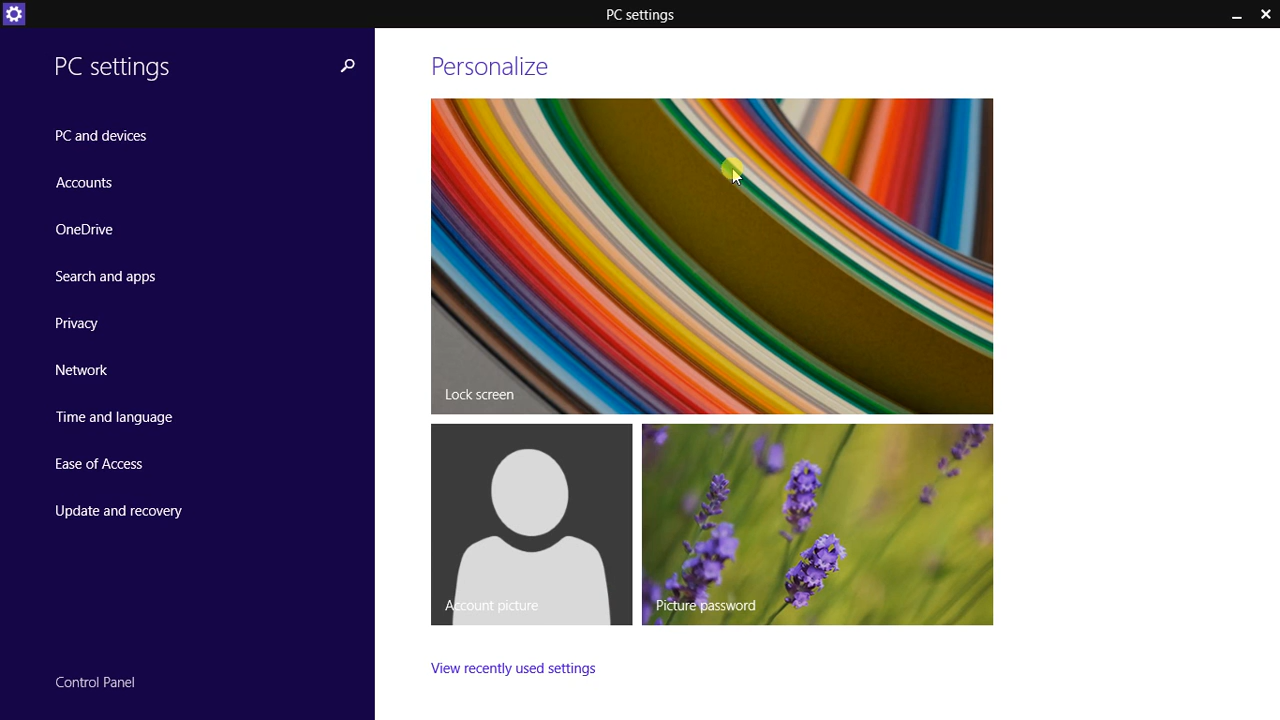 PC settings
PC settings
PC and devices
Accounts
OneDrive
Search and apps
Privacy
Network
Time and language
Ease of Access
Update and recovery
Control Panel
Personalize
Lock screen
Account picture
Picture password
View recently used settings